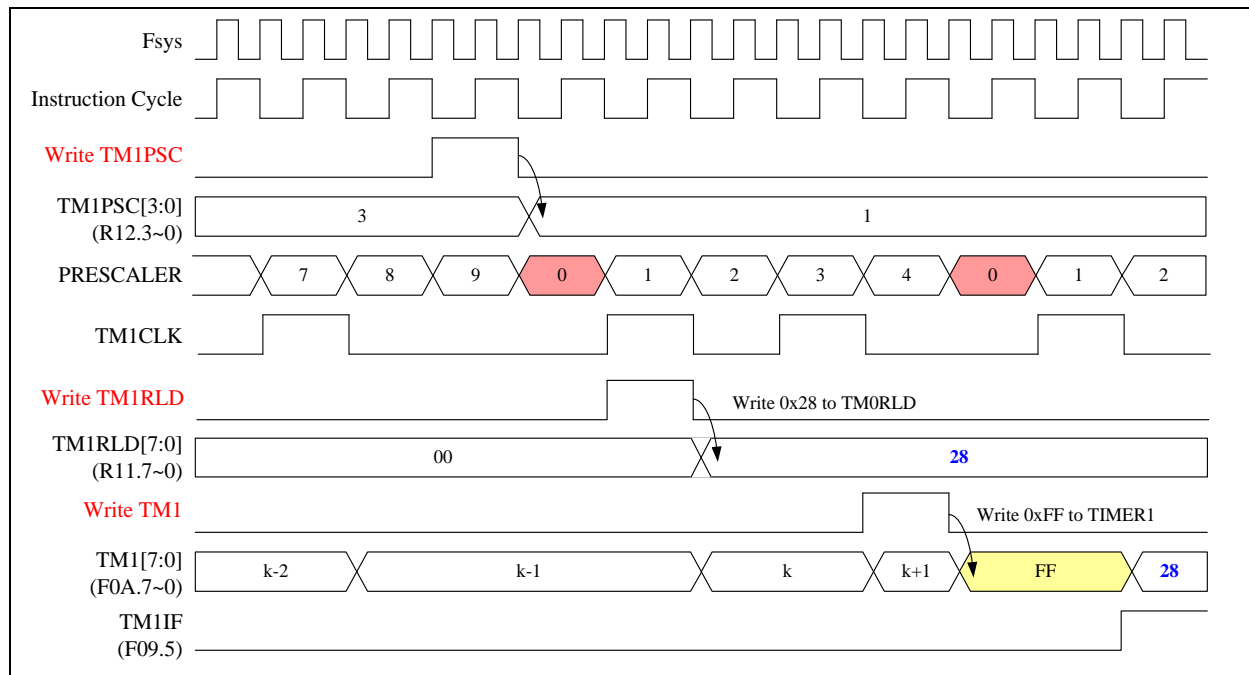 Fsys
Instruction Cycle
Write TM1PSC
TM1PSC[3:0]
(R12.3~0)
3 1
PRESCALER
7 8 9 0 1 2 3 4 0 1 2
TM1CLK
Write TM1RLD
Write 0x28 to TM0RLD
TM1RLD[7:0]
(R11.7~0)
00 28
Write TM1
Write 0xFF to TIMER1
TM1[7:0]
(F0A.7~0)
k-2 k-1 k k+1 FF 28
TM1IF
(F09.5)